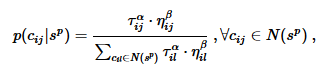 p(c_{ij}|s^p) = \frac{\tau_{ij}^{\alpha} \cdot \eta_{ij}^{\beta}}{\sum_{c_{il} \in N(s^p)} \tau_{il}^{\alpha} \cdot \eta_{il}^{\beta}}, \forall c_{ij} \in N(s^p) ,